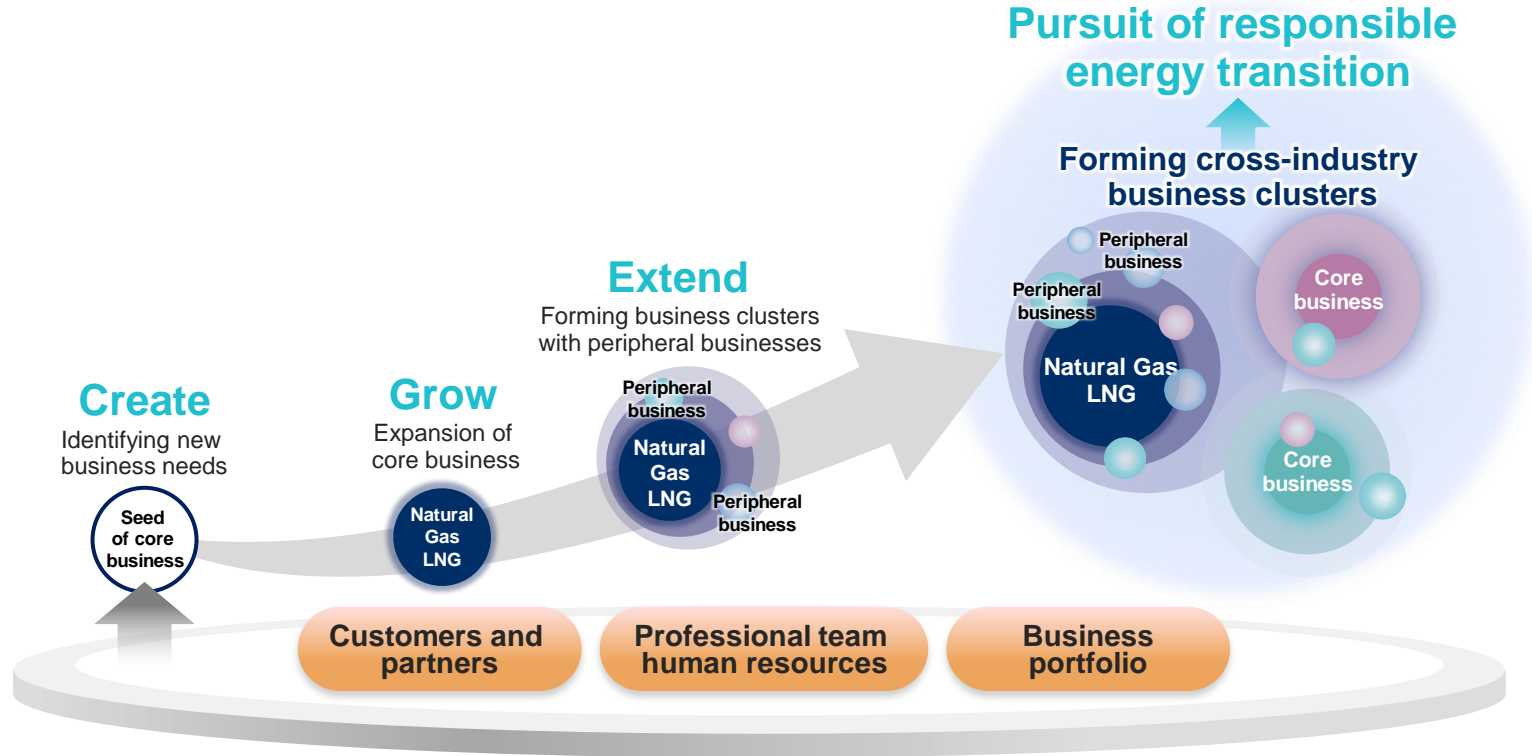 Pursuit of responsible
energy transition
Forming cross-industry
business clusters
Peripheral
business
Peripheral
business
Natural Gas
LNG
Core
business
Core
business
Extend
Forming business clusters
with peripheral businesses
Peripheral
business
Natural
Gas
LNG
Peripheral
business
Grow
Expansion of
core business
Natural
Gas
LNG
Create
Identifying new
business needs
Seed
of core
business
Customers and
partners
Professional team
human resources
Business
portfolio